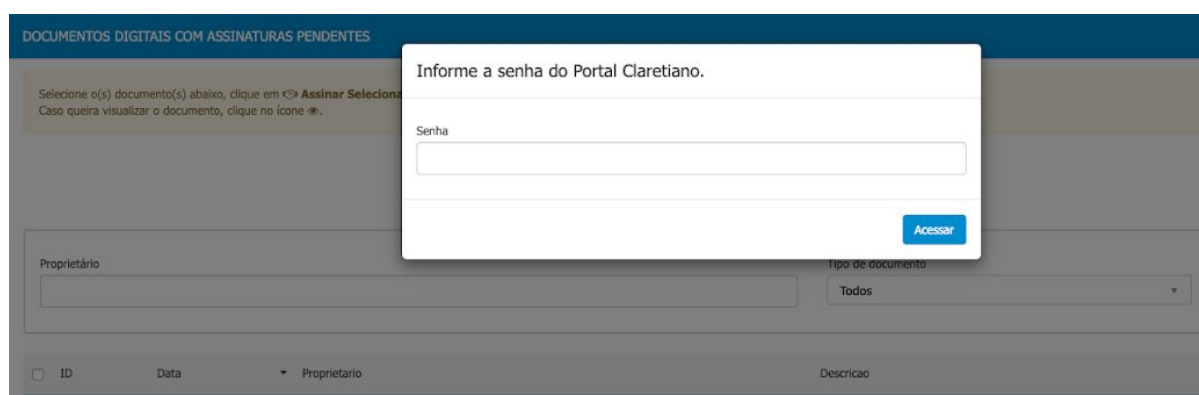 DOCUMENTOS DIGITAIS COM ASSINATURAS PENDENTES
Informe a senha do Portal Claretiano.
Selecione o(s) documento(s) abaixo, clique em Assinar Seleciona
Caso queira visualizar o documento, clique no ícone .
Senha
Acessar
Proprietário
Tipo de documento
Todos
ID Data Proprietario Descricao